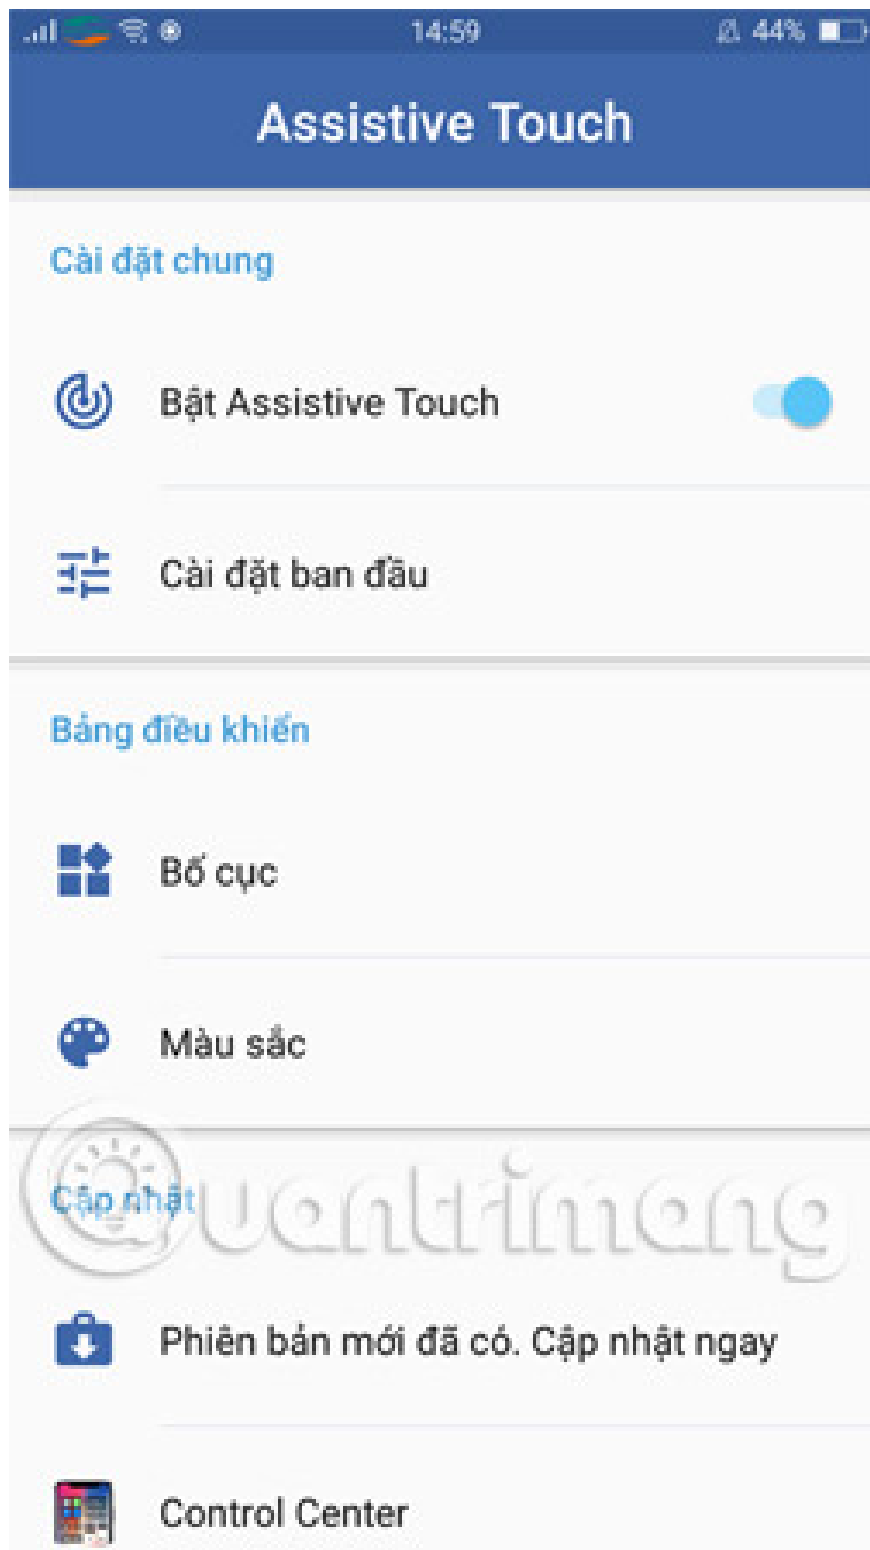 14:59 44%
Assistive Touch
Cài đặt chung
Bật Assistive Touch
Cài đặt ban đầu
Bảng điều khiển
Bố cục
Màu sắc
Cập nhật
Quantrimang
Phiên bản mới đã có. Cập nhật ngay
Control Center